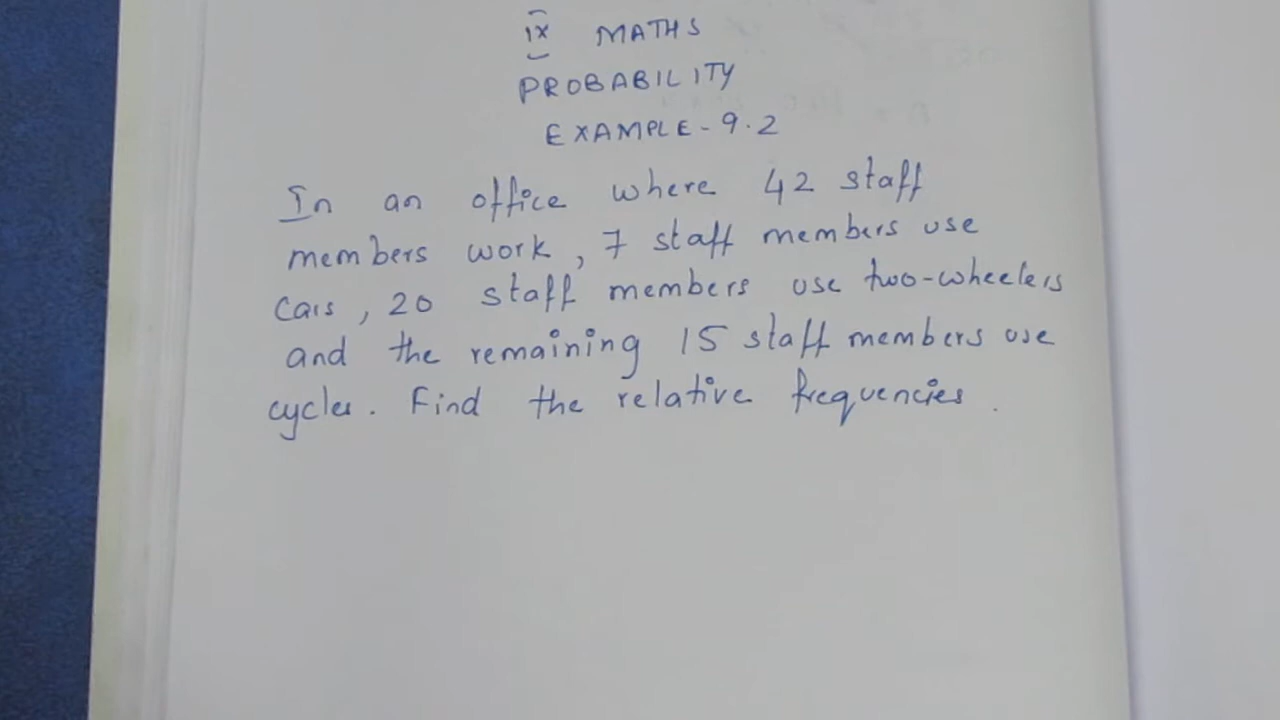 IX MATHS
PROBABILITY
EXAMPLE - 9.2
In an office where 42 staff
members work, 7 staff members use
cars, 20 staff members use two-wheelers
and the remaining 15 staff members use
cycles. Find the relative frequencies.